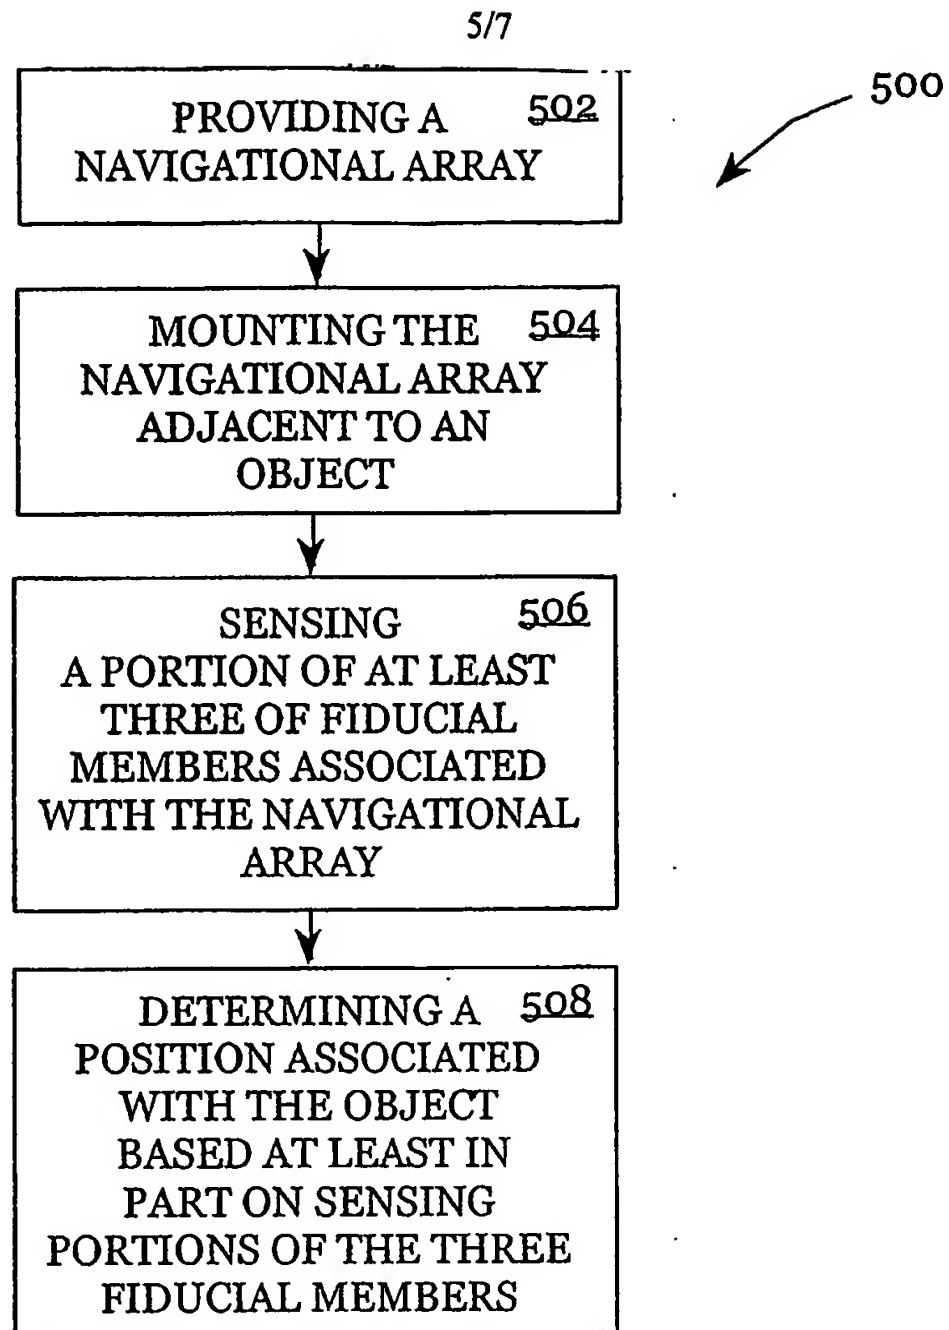 5/7
500
PROVIDING A 502
NAVIGATIONAL ARRAY
MOUNTING THE 504
NAVIGATIONAL ARRAY
ADJACENT TO AN
OBJECT
SENSING 506
A PORTION OF AT LEAST
THREE OF FIDUCIAL
MEMBERS ASSOCIATED
WITH THE NAVIGATIONAL
ARRAY
DETERMINING A 508
POSITION ASSOCIATED
WITH THE OBJECT
BASED AT LEAST IN
PART ON SENSING
PORTIONS OF THE THREE
FIDUCIAL MEMBERS